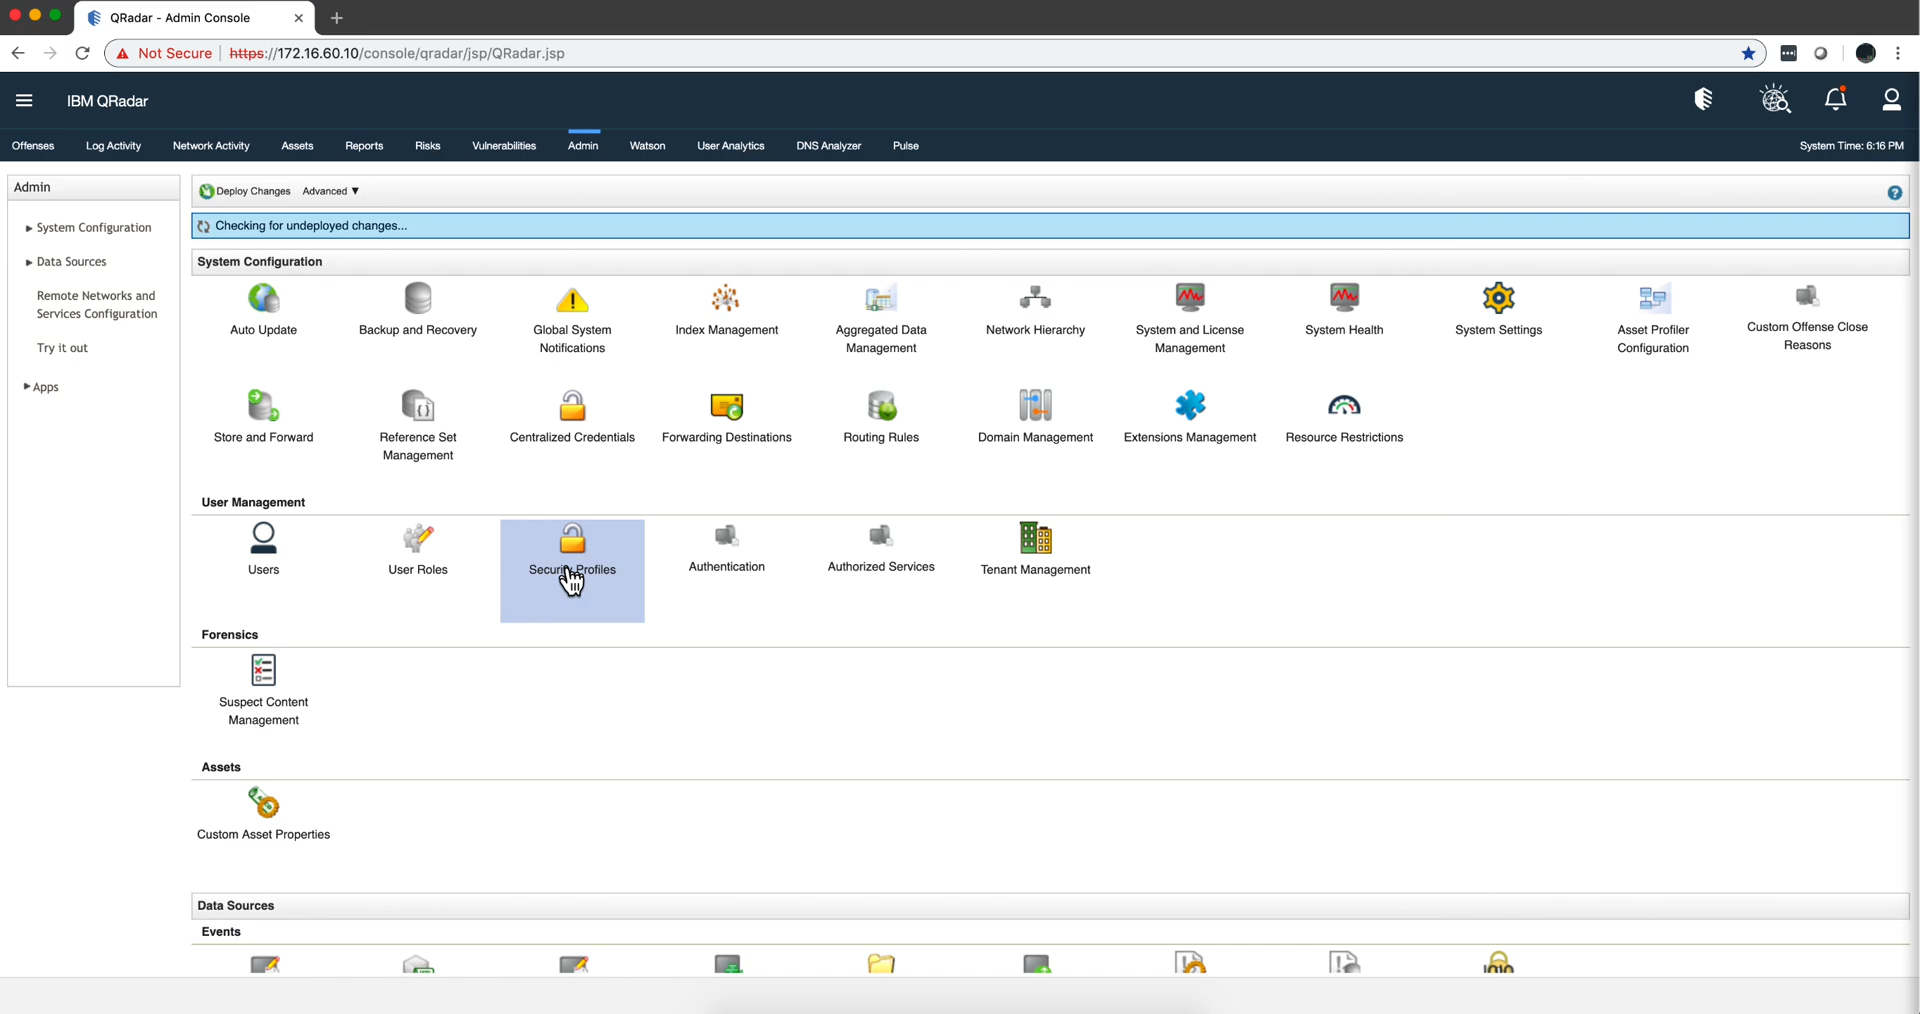 QRadar - Admin Console
Not Secure https://172.16.60.10/console/qradar/jsp/QRadar.jsp
IBM QRadar
Offenses Log Activity Network Activity Assets Reports Risks Vulnerabilities Admin Watson User Analytics DNS Analyzer Pulse System Time: 6:16 PM
Admin
System Configuration
Data Sources
Remote Networks and
Services Configuration
Try it out
Apps
Deploy Changes Advanced
Checking for undeployed changes...
System Configuration
Auto Update
Backup and Recovery
Global System
Notifications
Index Management
Aggregated Data
Management
Network Hierarchy
System and License
Management
System Health
System Settings
Asset Profiler
Configuration
Custom Offense Close
Reasons
Store and Forward
Reference Set
Management
Centralized Credentials
Forwarding Destinations
Routing Rules
Domain Management
Extensions Management
Resource Restrictions
User Management
Users
User Roles
Security Profiles
Authentication
Authorized Services
Tenant Management
Forensics
Suspect Content
Management
Assets
Custom Asset Properties
Data Sources
Events